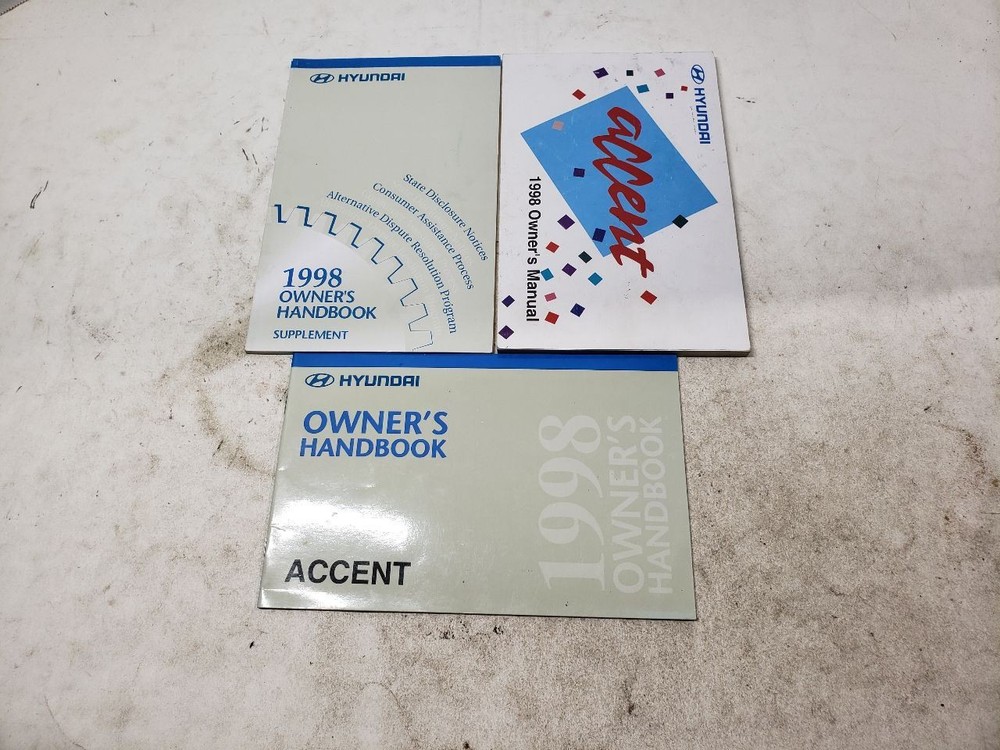 HYUNDAI
State Disclosure Notices
Consumer Assistance Process
Alternative Dispute Resolution Program
1998
OWNER'S
HANDBOOK
SUPPLEMENT
HYUNDAI
accent
1998 Owner's Manual
HYUNDAI
OWNER'S
HANDBOOK
ACCENT
1998
OWNER'S
HANDBOOK